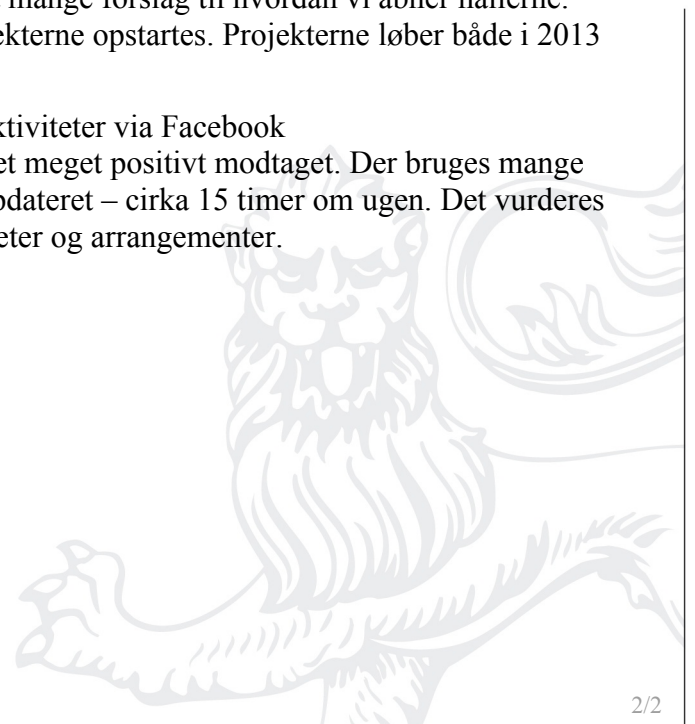 mange forslag til hvordan vi åbner hallerne.
ekterne opstartes. Projekterne løber både i 2013
ktiviteter via Facebook
et meget positivt modtaget. Der bruges mange
pdateret – cirka 15 timer om ugen. Det vurderes
eter og arrangementer.
2/2